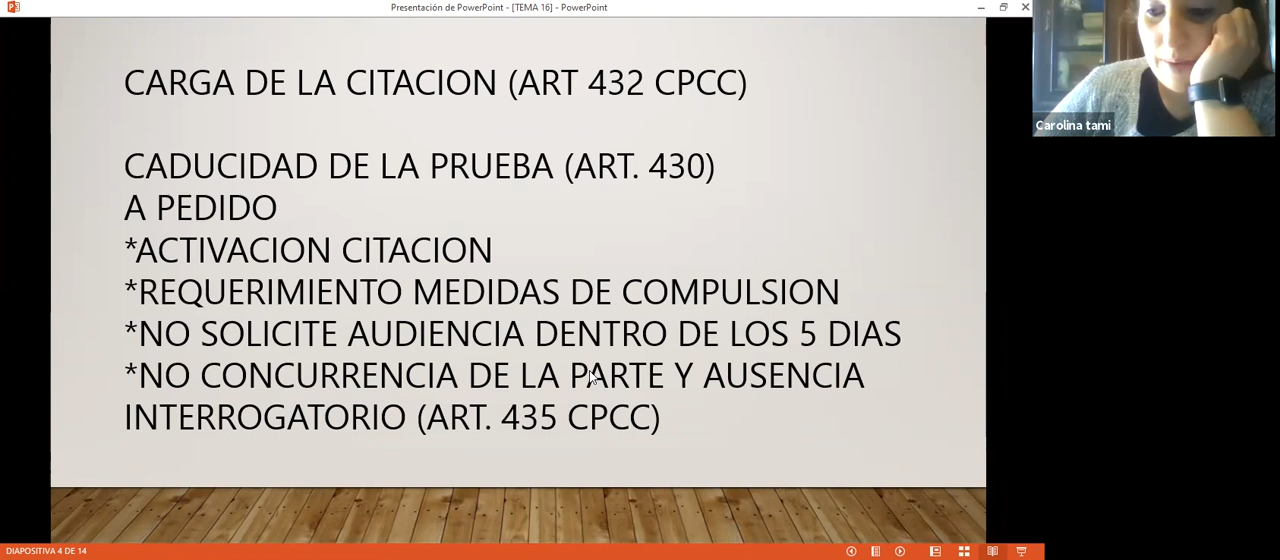 Presentación de PowerPoint - [TEMA 16] - PowerPoint
CARGA DE LA CITACION (ART 432 CPCC)
CADUCIDAD DE LA PRUEBA (ART. 430)
A PEDIDO
*ACTIVACION CITACION
*REQUERIMIENTO MEDIDAS DE COMPULSION
*NO SOLICITE AUDIENCIA DENTRO DE LOS 5 DIAS
*NO CONCURRENCIA DE LA PARTE Y AUSENCIA
INTERROGATORIO (ART. 435 CPCC)
Carolina tami
DIAPOSITIVA 4 DE 14